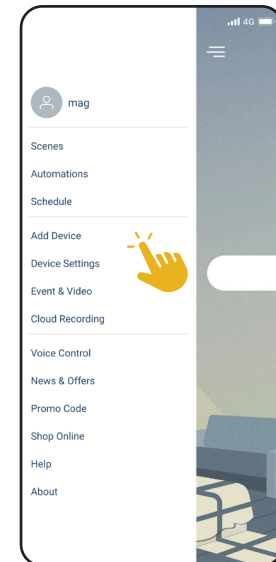 4G
mag
Scenes
Automations
Schedule
Add Device
Device Settings
Event & Video
Cloud Recording
Voice Control
News & Offers
Promo Code
Shop Online
Help
About